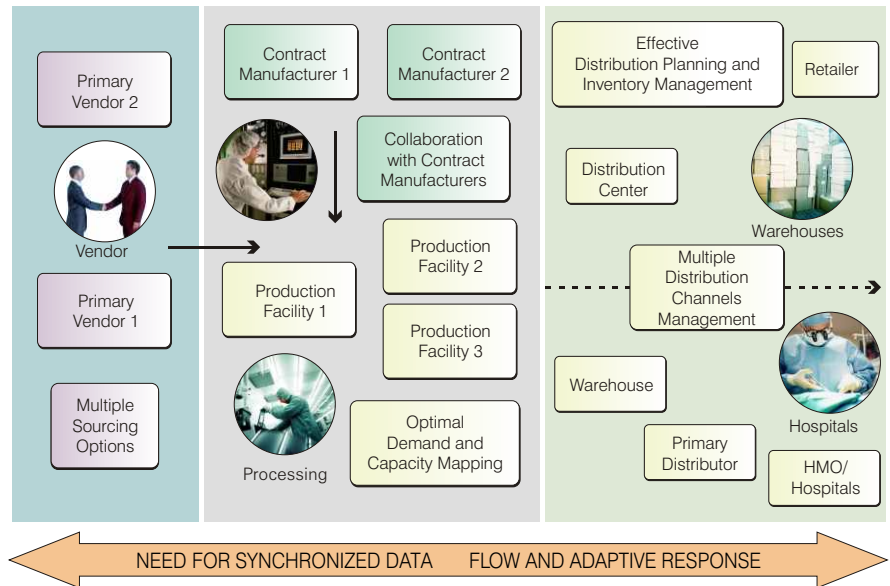 Primary
Vendor 2
Vendor
Primary
Vendor 1
Multiple
Sourcing
Options
Contract
Manufacturer 1
Contract
Manufacturer 2
Collaboration
with Contract
Manufacturers
Production
Facility 2
Production
Facility 1
Production
Facility 3
Processing
Optimal
Demand and
Capacity Mapping
Effective
Distribution Planning and
Inventory Management
Retailer
Distribution
Center
Warehouses
Multiple
Distribution
Channels
Management
Warehouse
Hospitals
Primary
Distributor
HMO/
Hospitals
NEED FOR SYNCHRONIZED DATA FLOW AND ADAPTIVE RESPONSE